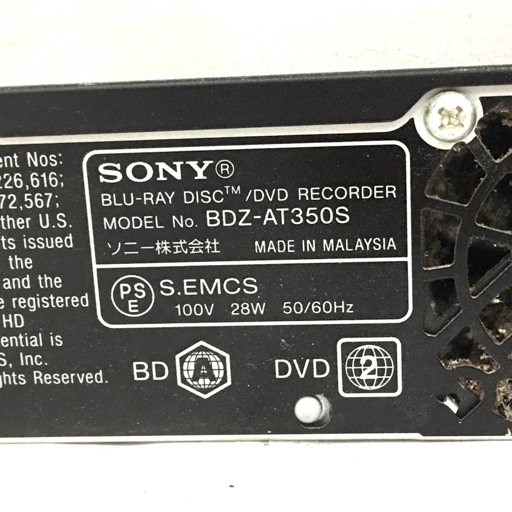 ent Nos:
226,616;
72,567;
ther U.S.
ts issued
the
and the
e registered
HD
ential is
S, Inc.
ights Reserved.
SONY®
BLU-RAY DISC™/DVD RECORDER
MODEL No. BDZ-AT350S
ソニー株式会社 MADE IN MALAYSIA
PS
E
S.EMCS
100V 28W 50/60Hz
BD A DVD 2